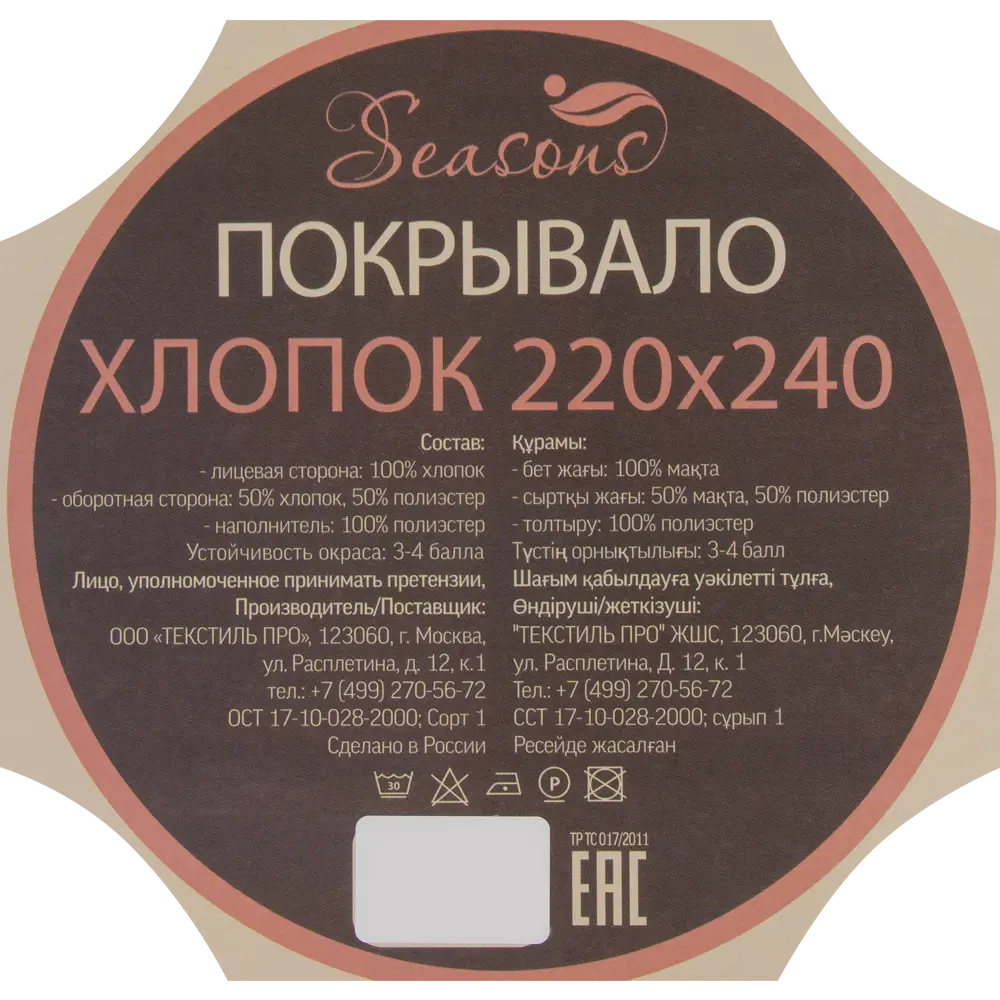 Seasons
ПОКРЫВАЛО
ХЛОПОК 220х240
Состав:
- лицевая сторона: 100% хлопок
- оборотная сторона: 50% хлопок, 50% полиэстер
- наполнитель: 100% полиэстер
Устойчивость окраса: 3-4 балла
Лицо, уполномоченное принимать претензии,
Производитель/Поставщик:
ООО «ТЕКСТИЛЬ ПРО», 123060, г. Москва,
ул. Расплетина, д. 12, к.1
тел.: +7 (499) 270-56-72
ОСТ 17-10-028-2000; Сорт 1
Сделано в России
Құрамы:
- бет жағы: 100% мақта
- сыртқы жағы: 50% мақта, 50% полиэстер
- толтыру: 100% полиэстер
Түстің орнықтылығы: 3-4 балл
Шағым қабылдауға уәкілетті тұлға,
Өндіруші/жеткізуші:
"ТЕКСТИЛЬ ПРО" ЖШС, 123060, г.Мәскеу,
ул. Расплетина, Д. 12, к. 1
Тел.: +7 (499) 270-56-72
ССТ 17-10-028-2000; сұрып 1
Ресейде жасалған
30
P
ТР ТС 017/2011
EAC